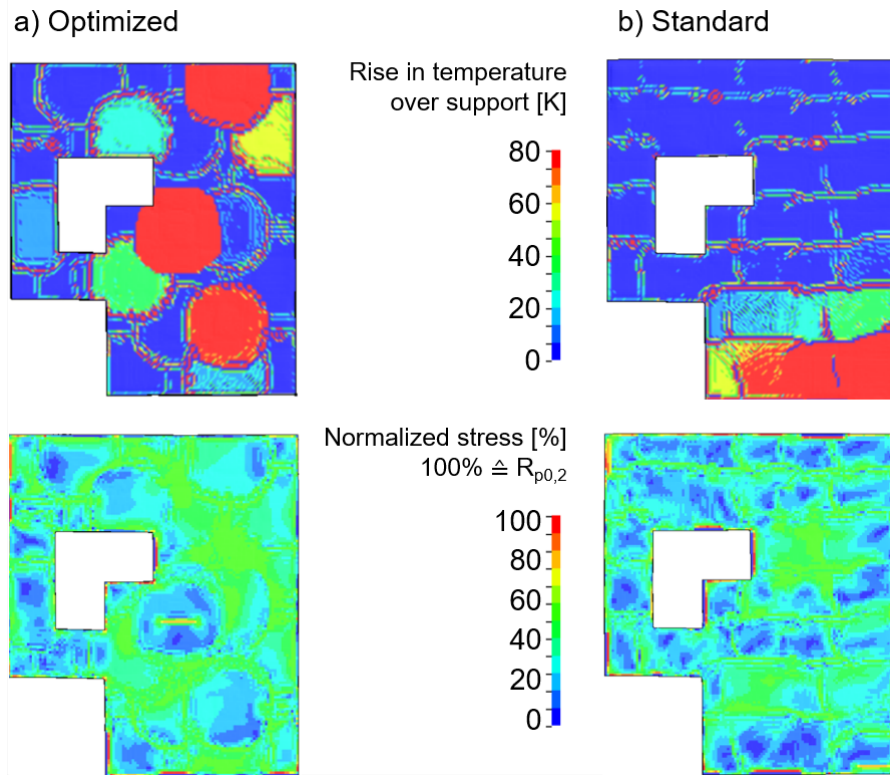 a) Optimized
b) Standard
Rise in temperature
over support [K]
80
60
40
20
0
Normalized stress [%]
100% ≙ Rp0,2
100
80
60
40
20
0